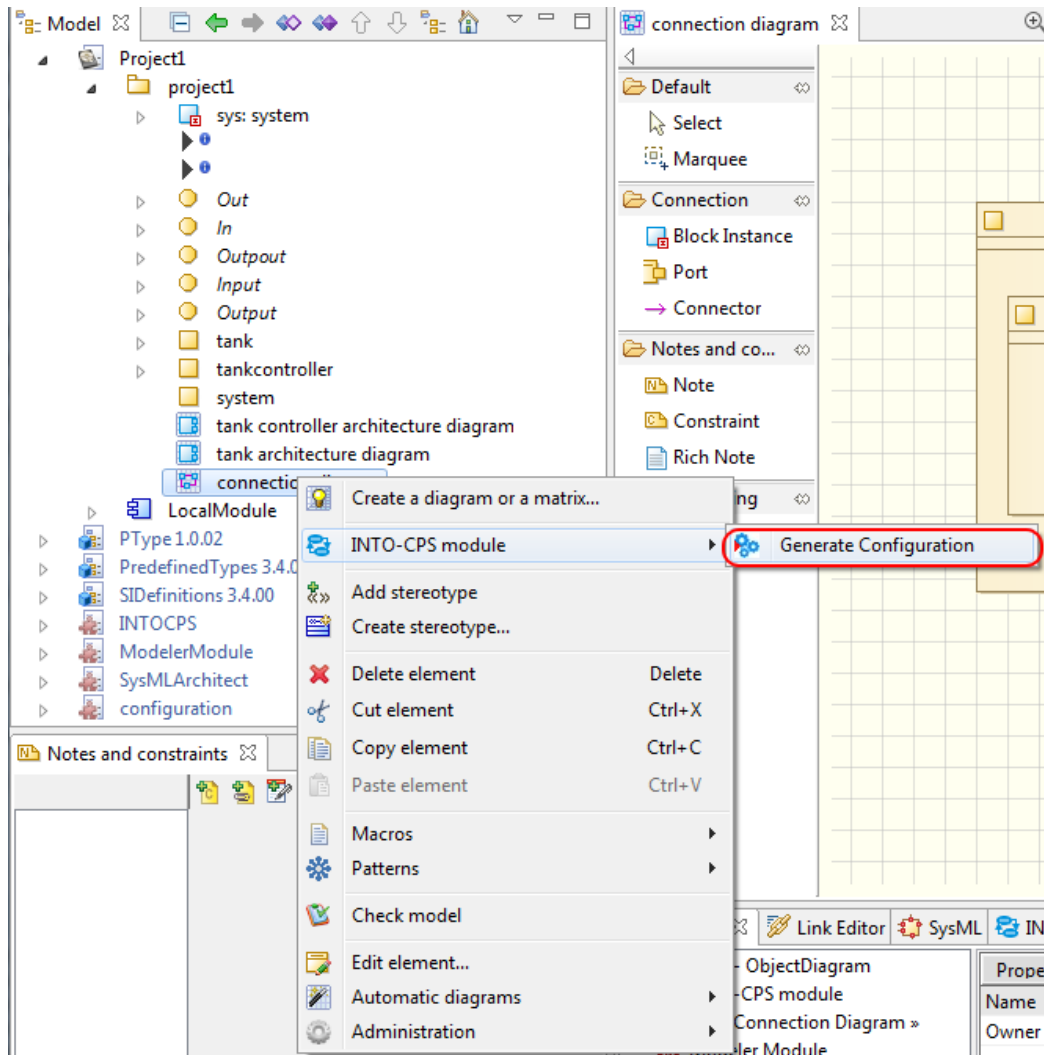 Model
Project1
project1
sys: system
Out
In
Outpout
Input
Output
tank
tankcontroller
system
tank controller architecture diagram
tank architecture diagram
LocalModule
PType 1.0.02
PredefinedTypes 3.4.0
SIDefinitions 3.4.00
INTOCPS
ModelerModule
SysMLArchitect
configuration
Notes and constraints
connection diagram
Default
Select
Marquee
Connection
Block Instance
Port
Connector
Notes and co...
Note
Constraint
Rich Note
Create a diagram or a matrix...
INTO-CPS module
Generate Configuration
Add stereotype
Create stereotype...
Delete element Delete
Cut element Ctrl+X
Copy element Ctrl+C
Paste element Ctrl+V
Macros
Patterns
Check model
Edit element...
Automatic diagrams
Administration
Link Editor
SysML
IN
- ObjectDiagram
-CPS module
Connection Diagram »
Module
Prope
Name
Owner